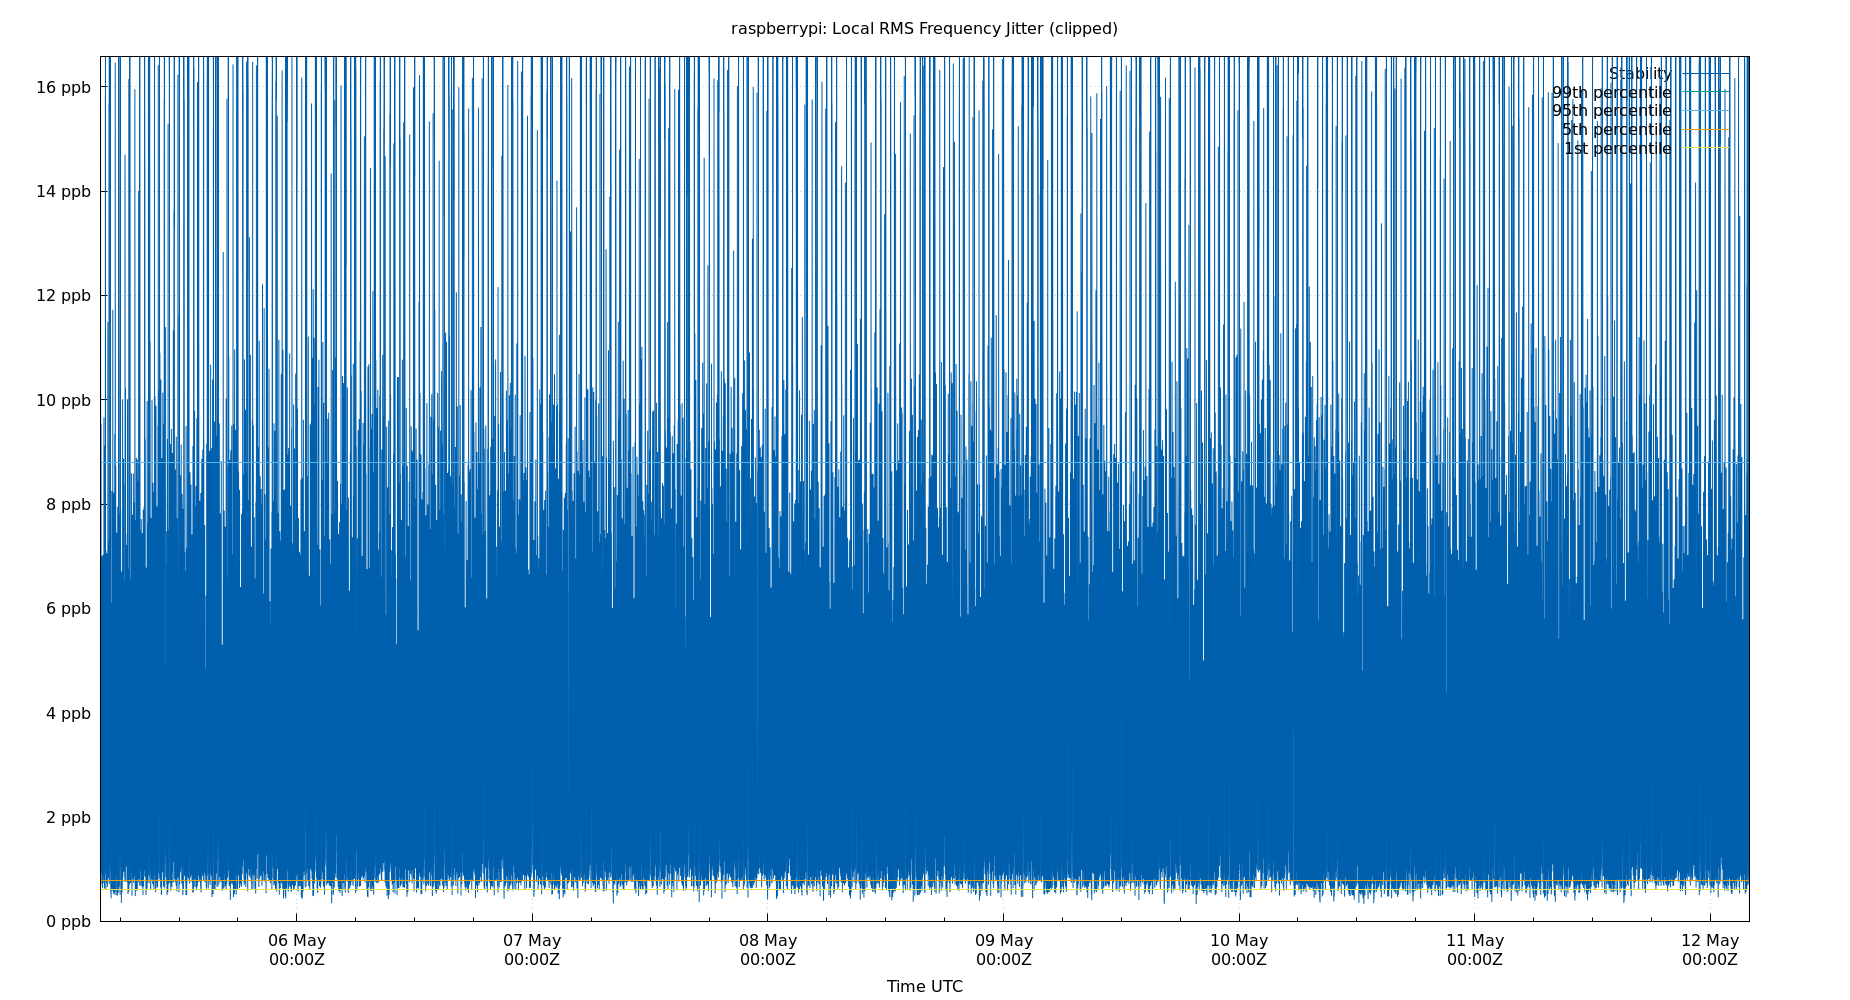 raspberrypi: Local RMS Frequency Jitter (clipped)
16 ppb
14 ppb
12 ppb
10 ppb
8 ppb
6 ppb
4 ppb
2 ppb
0 ppb
Stability
99th percentile
95th percentile
5th percentile
1st percentile
06 May
00:00Z
07 May
00:00Z
08 May
00:00Z
09 May
00:00Z
10 May
00:00Z
11 May
00:00Z
12 May
00:00Z
Time UTC